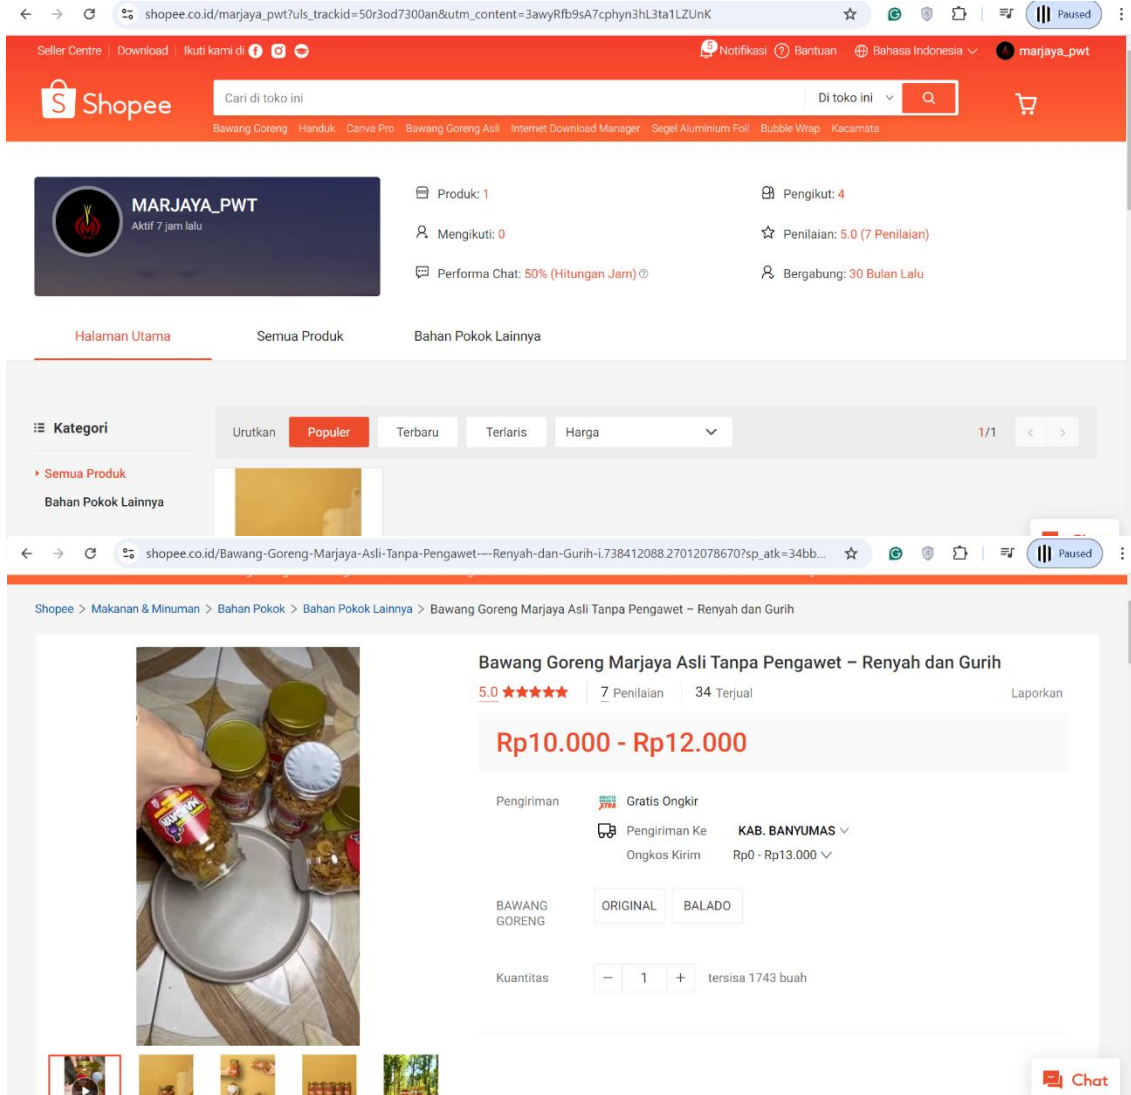 shopee.co.id/marjaya_pwt?uls_trackid=50r3od7300an&utm_content=3awyRfb9sA7cphyn3hL3ta1LZUnK
Paused
Seller Centre | Download | Ikuti kami di
5
Notifikasi Bantuan Bahasa Indonesia marjaya_pwt
Shopee
Cari di toko ini
Di toko ini
Bawang Goreng Handuk Canva Pro Bawang Goreng Asli Internet Download Manager Segel Aluminium Foil Bubble Wrap Kacamata
MARJAYA_PWT
Aktif 7 jam lalu
Produk: 1
Pengikut: 4
Mengikuti: 0
Penilaian: 5.0 (7 Penilaian)
Performa Chat: 50% (Hitungan Jam)
Bergabung: 30 Bulan Lalu
Halaman Utama Semua Produk Bahan Pokok Lainnya
Kategori
Urutkan Populer Terbaru Terlaris Harga 1/1
Semua Produk
Bahan Pokok Lainnya
shopee.co.id/Bawang-Goreng-Marjaya-Asli-Tanpa-Pengawet-–-Renyah-dan-Gurih-i.738412088.27012078670?sp_atk=34bb...
Paused
Shopee > Makanan & Minuman > Bahan Pokok > Bahan Pokok Lainnya > Bawang Goreng Marjaya Asli Tanpa Pengawet – Renyah dan Gurih
Bawang Goreng Marjaya Asli Tanpa Pengawet – Renyah dan Gurih
5.0 ★★★★★ 7 Penilaian 34 Terjual Laporkan
Rp10.000 - Rp12.000
Pengiriman Gratis Ongkir
Pengiriman Ke KAB. BANYUMAS
Ongkos Kirim Rp0 - Rp13.000
BAWANG GORENG
ORIGINAL BALADO
Kuantitas − 1 + tersisa 1743 buah
Chat